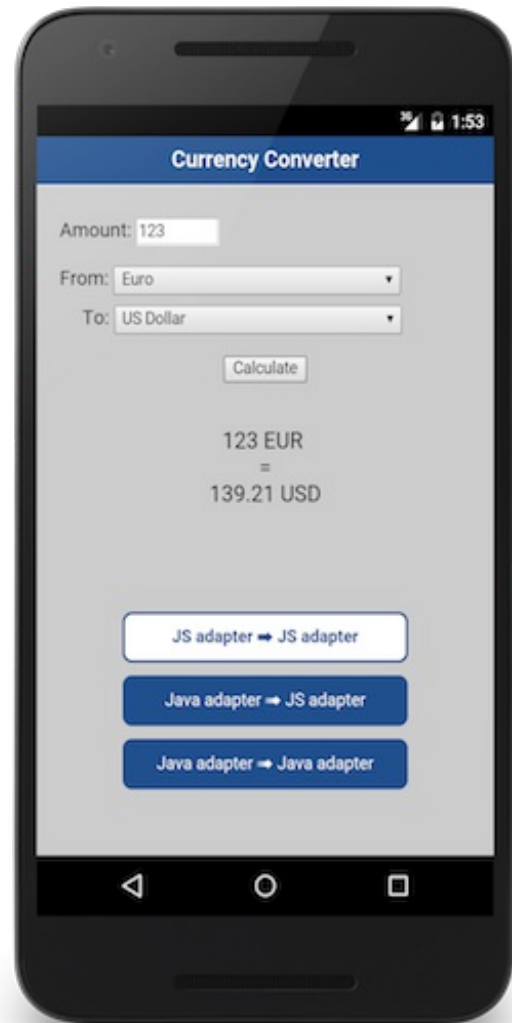 3G 1:53
Currency Converter
Amount: 123
From: Euro
To: US Dollar
Calculate
123 EUR
=
139.21 USD
JS adapter ➡ JS adapter
Java adapter ➡ JS adapter
Java adapter ➡ Java adapter